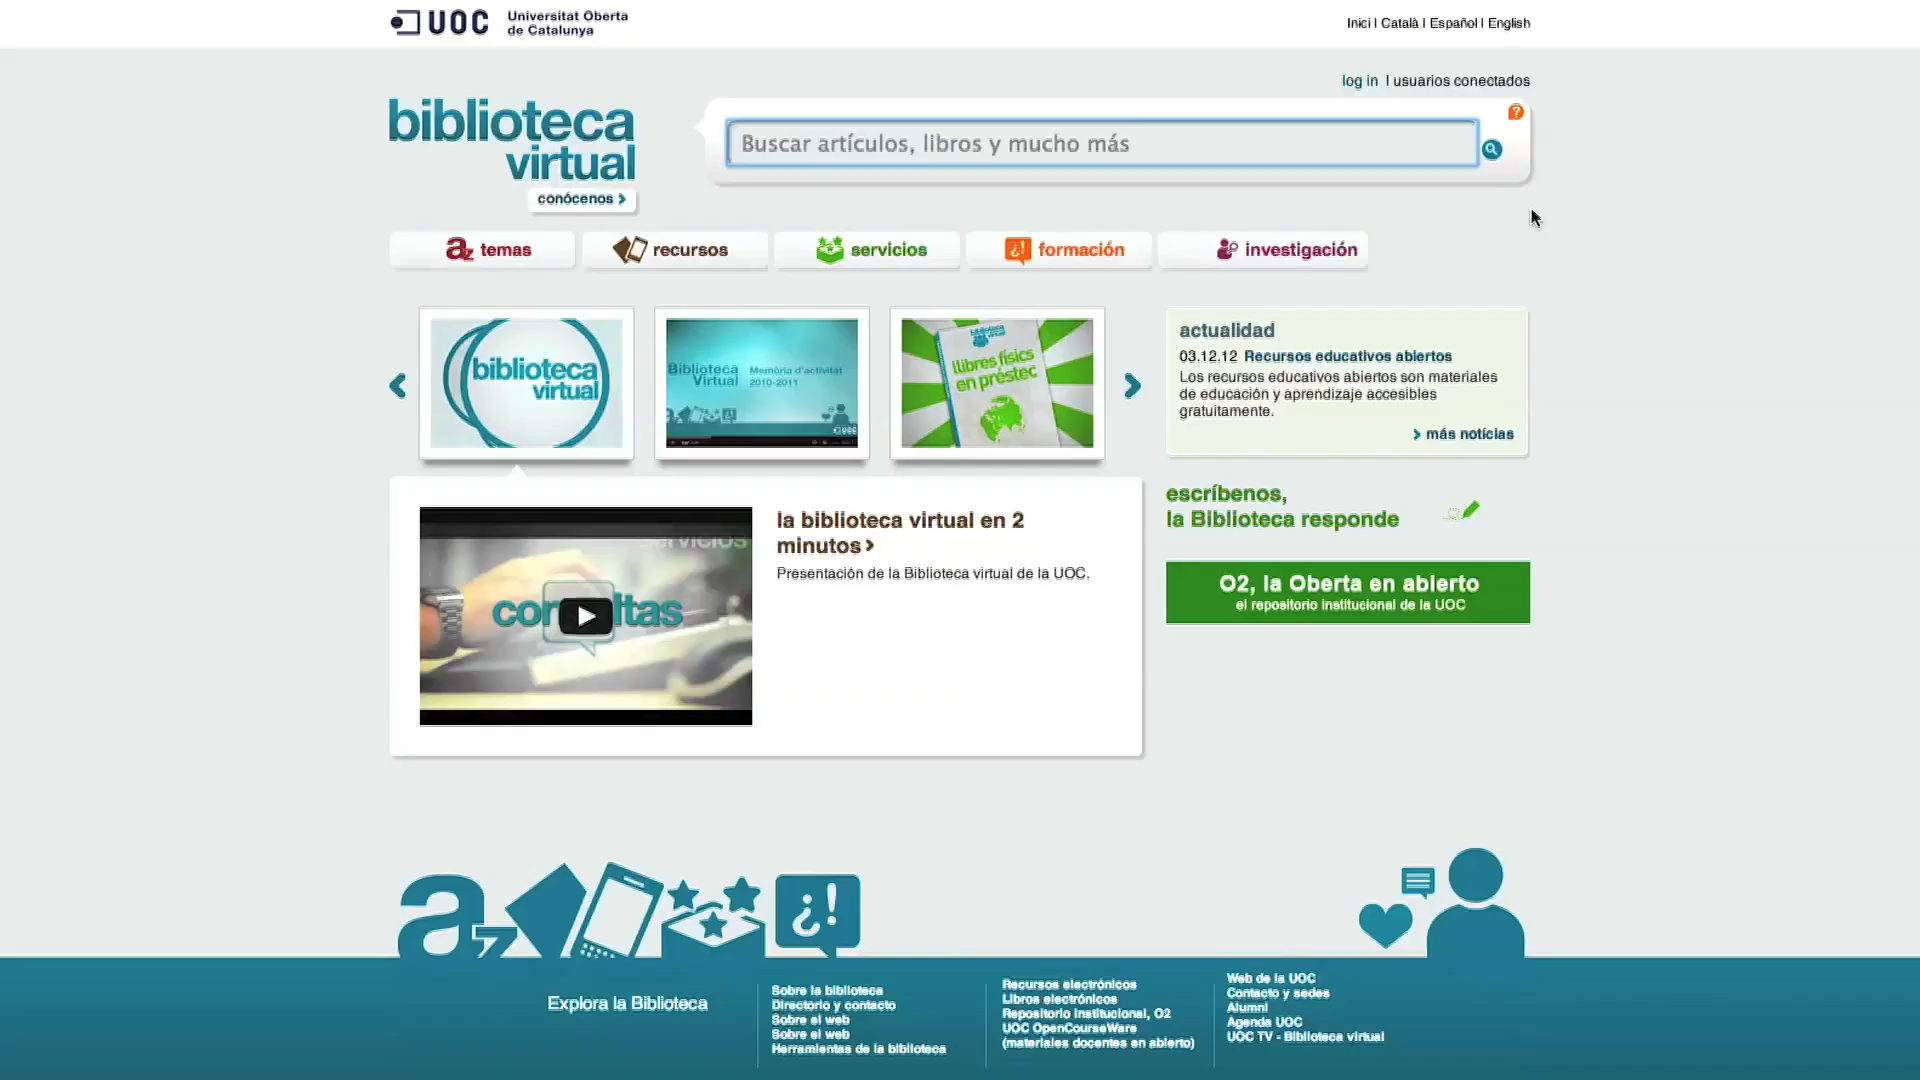 UOC Universitat Oberta
de Catalunya
Inici | Català | Español | English
log in | usuarios conectados
biblioteca
virtual
conócenos
Buscar artículos, libros y mucho más
?
az temas
recursos
¿! servicios
formación
investigación
biblioteca
virtual
Biblioteca
Virtual
Memòria d'activitat
2010-2011
UOC
biblioteca
virtual
llibres físics
en préstec
actualidad
03.12.12 Recursos educativos abiertos
Los recursos educativos abiertos son materiales
de educación y aprendizaje accesibles
gratuitamente.
más noticias
servicios
la biblioteca virtual en 2
minutos
Presentación de la Biblioteca virtual de la UOC.
escríbenos,
la Biblioteca responde
O2, la Oberta en abierto
el repositorio institucional de la UOC
az
¿!
Explora la Biblioteca
Sobre la biblioteca
Directorio y contacto
Sobre el web
Sobre el web
Herramientas de la biblioteca
Recursos electrónicos
Libros electrónicos
Repositorio institucional, O2
UOC OpenCourseWare
(materiales docentes en abierto)
Web de la UOC
Contacto y sedes
Alumni
Agenda UOC
UOC TV - Biblioteca virtual